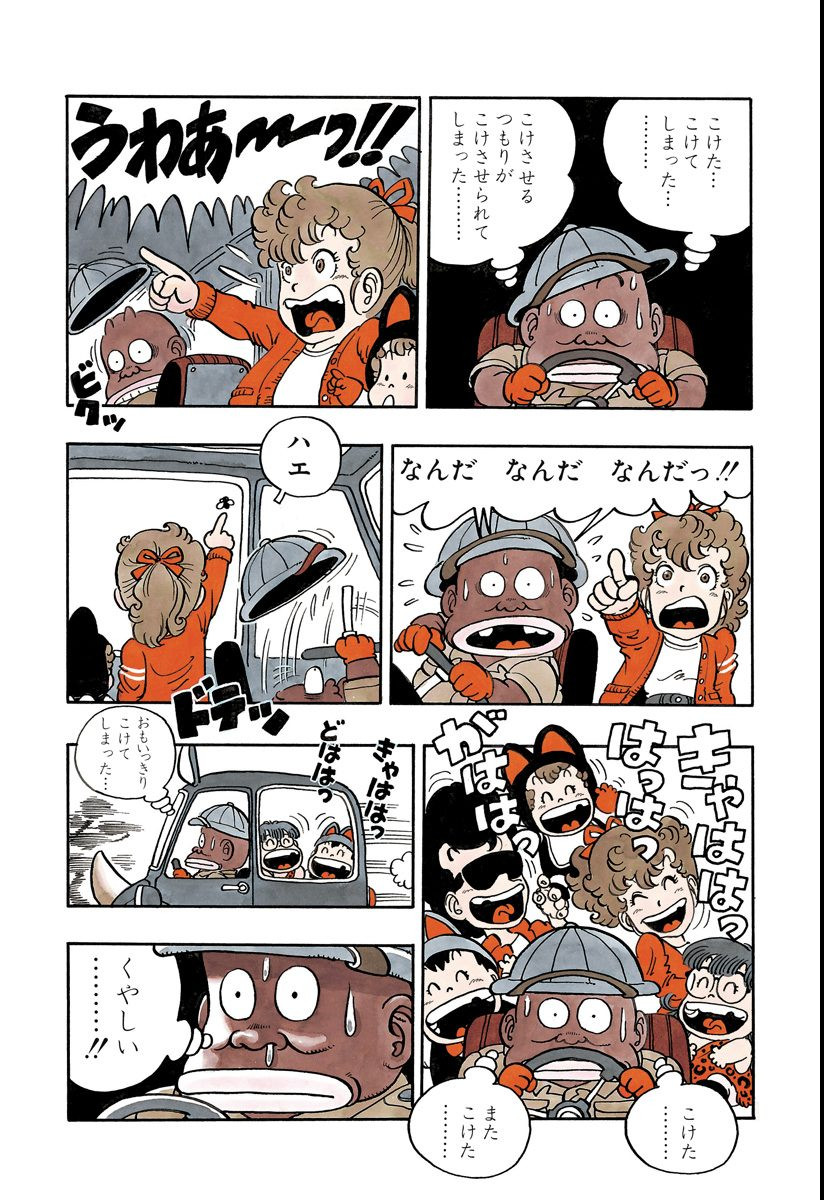 こけた…
こけて
しまった…
………
こけさせる
つもりが
こけさせられて
しまった………
うわあ〜〜っ!!
ビクッ
なんだ なんだ なんだっ!!
ハエ
ドテッ
きゃははっ
はっはっ
がははっ
こけた
………
また
こけた
………
きゃははっ
どははっ
おもいっきり
こけて
しまった…
くやしい
………!!